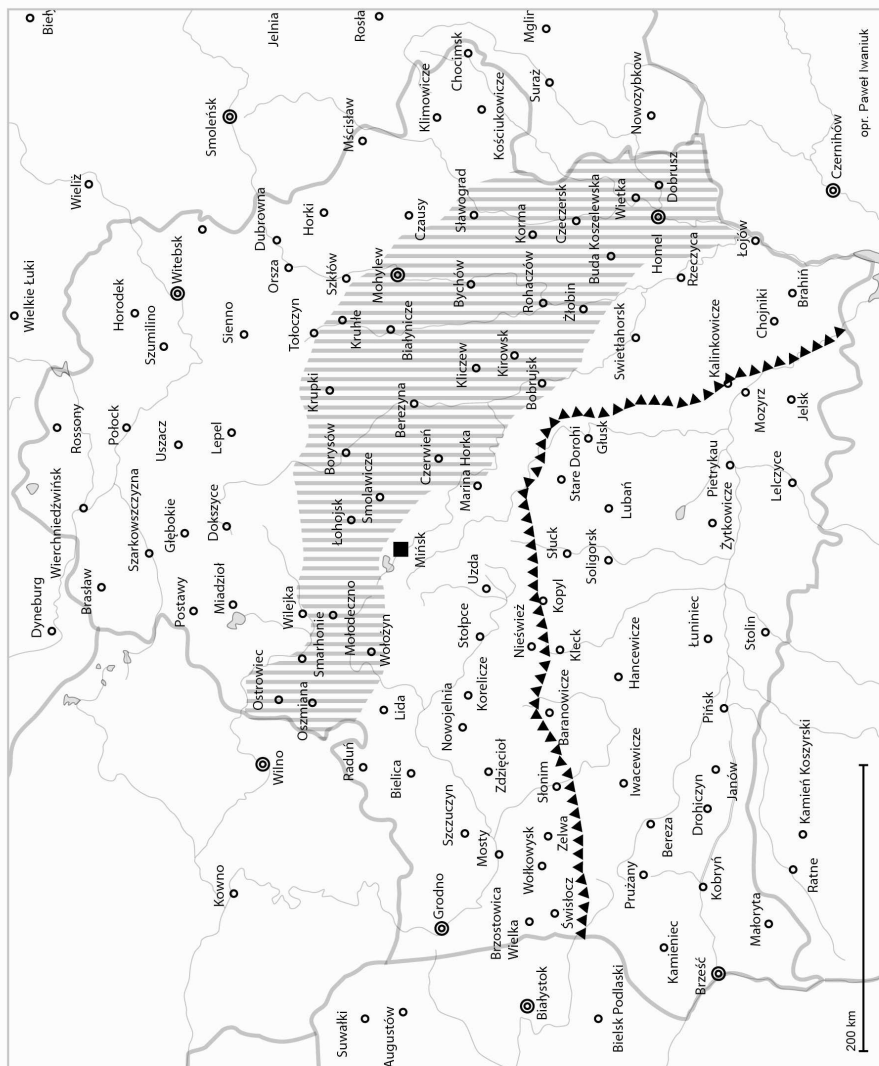 Bieły
Jelnia
Rosła
Mglin
Wielkie Łuki
Wieliż
Smoleńsk
Chocimsk
Klimowicze
Kościukowicze
Mścisław
Suraż
Nowozybkow
opr. Paweł Iwaniuk
Czernihów
Horodek
Witebsk
Szumilino
Sienno
Dubrowna
Orsza
Horki
Szkłów
Mohylew
Czausy
Sławograd
Korma
Czeczersk
Buda Koszelewska
Wietka
Dobrusz
Homel
Rzeczyca
Łojów
Brahiń
Chojniki
Rossony
Połock
Uszacz
Lepel
Tołoczyn
Kruhłe
Białynicze
Bychów
Rohaczów
Żłobin
Swietłahorsk
Kalinkowicze
Mozyrz
Jelsk
Krupki
Berezyna
Kliczew
Kirowsk
Bobrujsk
Wierchniedźwińsk
Szarkowszczyzna
Głębokie
Dokszyce
Borysów
Smolawicze
Łohojsk
Czerwień
Marina Horka
Mińsk
Stare Dorohi
Głusk
Lubań
Pietrykau
Żytkowicze
Lelczyce
Dyneburg
Brasław
Postawy
Miadzioł
Wilejka
Mołodeczno
Smarhonie
Wołożyn
Uzda
Stołpce
Nieśwież
Kopyl
Słuck
Soligorsk
Kleck
Hancewicze
Łuniniec
Stolin
Ostrowiec
Oszmiana
Lida
Nowojelnia
Korelicze
Baranowicze
Pińsk
Wilno
Raduń
Bielica
Zdzięcioł
Słonim
Iwacewicze
Janów
Drohiczyn
Kamień Koszyrski
Kowno
Szczuczyn
Mosty
Zelwa
Wołkowysk
Bereza
Prużany
Kobryń
Ratne
Grodno
Brzostowica
Wielka
Świsłocz
Kamieniec
Brześć
Małoryta
Suwałki
Augustów
Białystok
Bielsk Podlaski
200 km